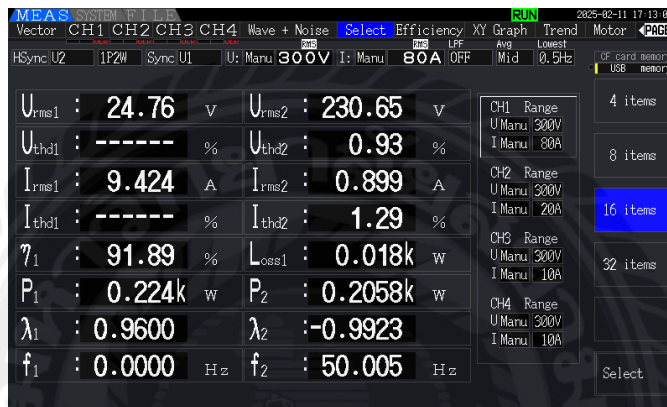 MEAS SYSTEM FILE RUN 2025-02-11 17:13:0
Vector CH1 CH2 CH3 CH4 Wave + Noise Select Efficiency XY Graph Trend Motor ◀PAGE
RMS RMS LPF Avg Lowest
HSync U2 1P2W Sync U1 U: Manu 300V I: Manu 80A OFF Mid 0.5Hz CF card memor
USB memor
Urms1 : 24.76 V Urms2 : 230.65 V
Uthd1 : ------ % Uthd2 : 0.93 %
Irms1 : 9.424 A Irms2 : 0.899 A
Ithd1 : ------ % Ithd2 : 1.29 %
η1 : 91.89 % Loss1 : 0.018k W
P1 : 0.224k W P2 : 0.2058k W
λ1 : 0.9600 λ2 :-0.9923
f1 : 0.0000 Hz f2 : 50.005 Hz
CH1 Range
U Manu 300V
I Manu 80A
CH2 Range
U Manu 300V
I Manu 20A
CH3 Range
U Manu 300V
I Manu 10A
CH4 Range
U Manu 300V
I Manu 10A
4 items
8 items
16 items
32 items
Select